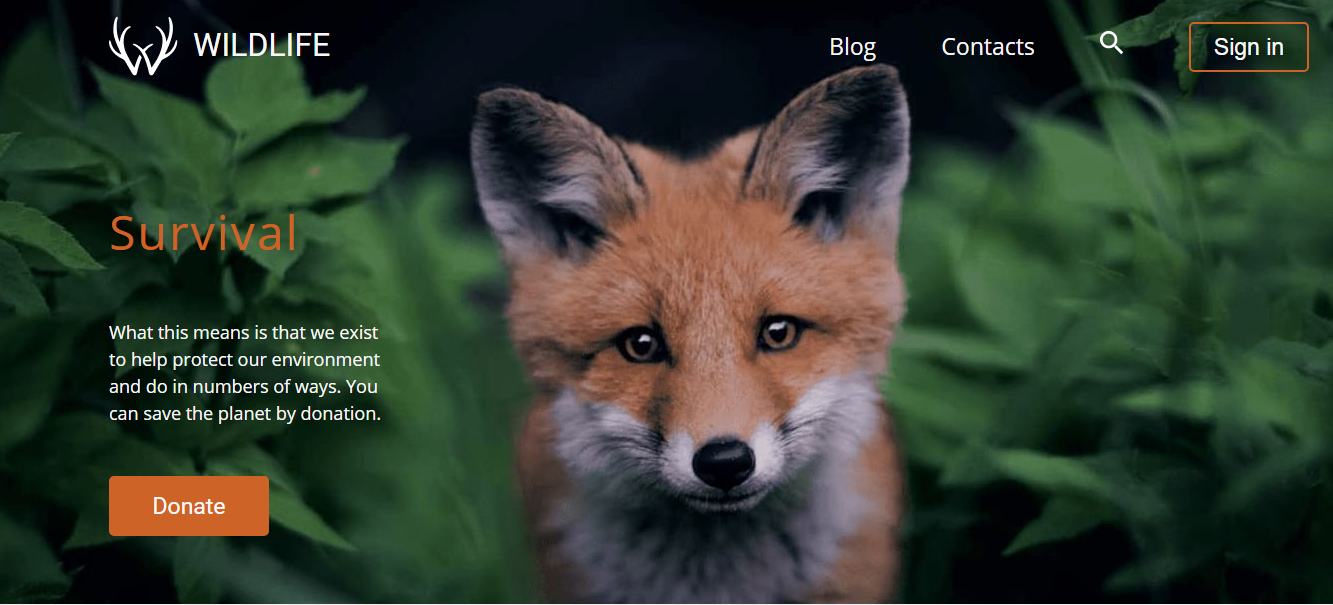 WILDLIFE
Blog
Contacts
Sign in
Survival
What this means is that we exist
to help protect our environment
and do in numbers of ways. You
can save the planet by donation.
Donate